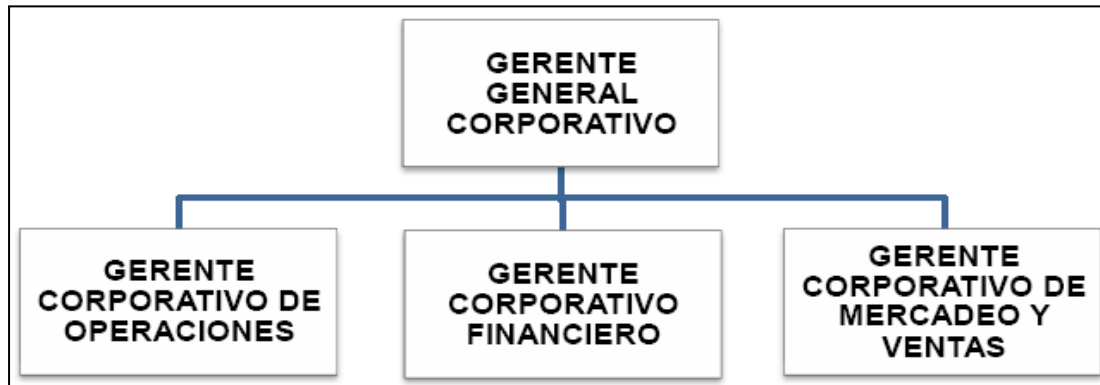 GERENTE
GENERAL
CORPORATIVO
GERENTE
CORPORATIVO DE
OPERACIONES
GERENTE
CORPORATIVO
FINANCIERO
GERENTE
CORPORATIVO DE
MERCADEO Y
VENTAS